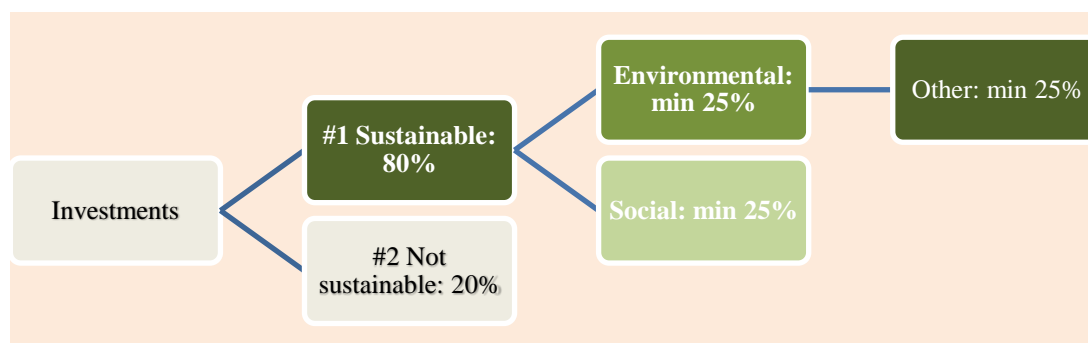 Investments
#1 Sustainable:
80%
#2 Not
sustainable: 20%
Environmental:
min 25%
Social: min 25%
Other: min 25%